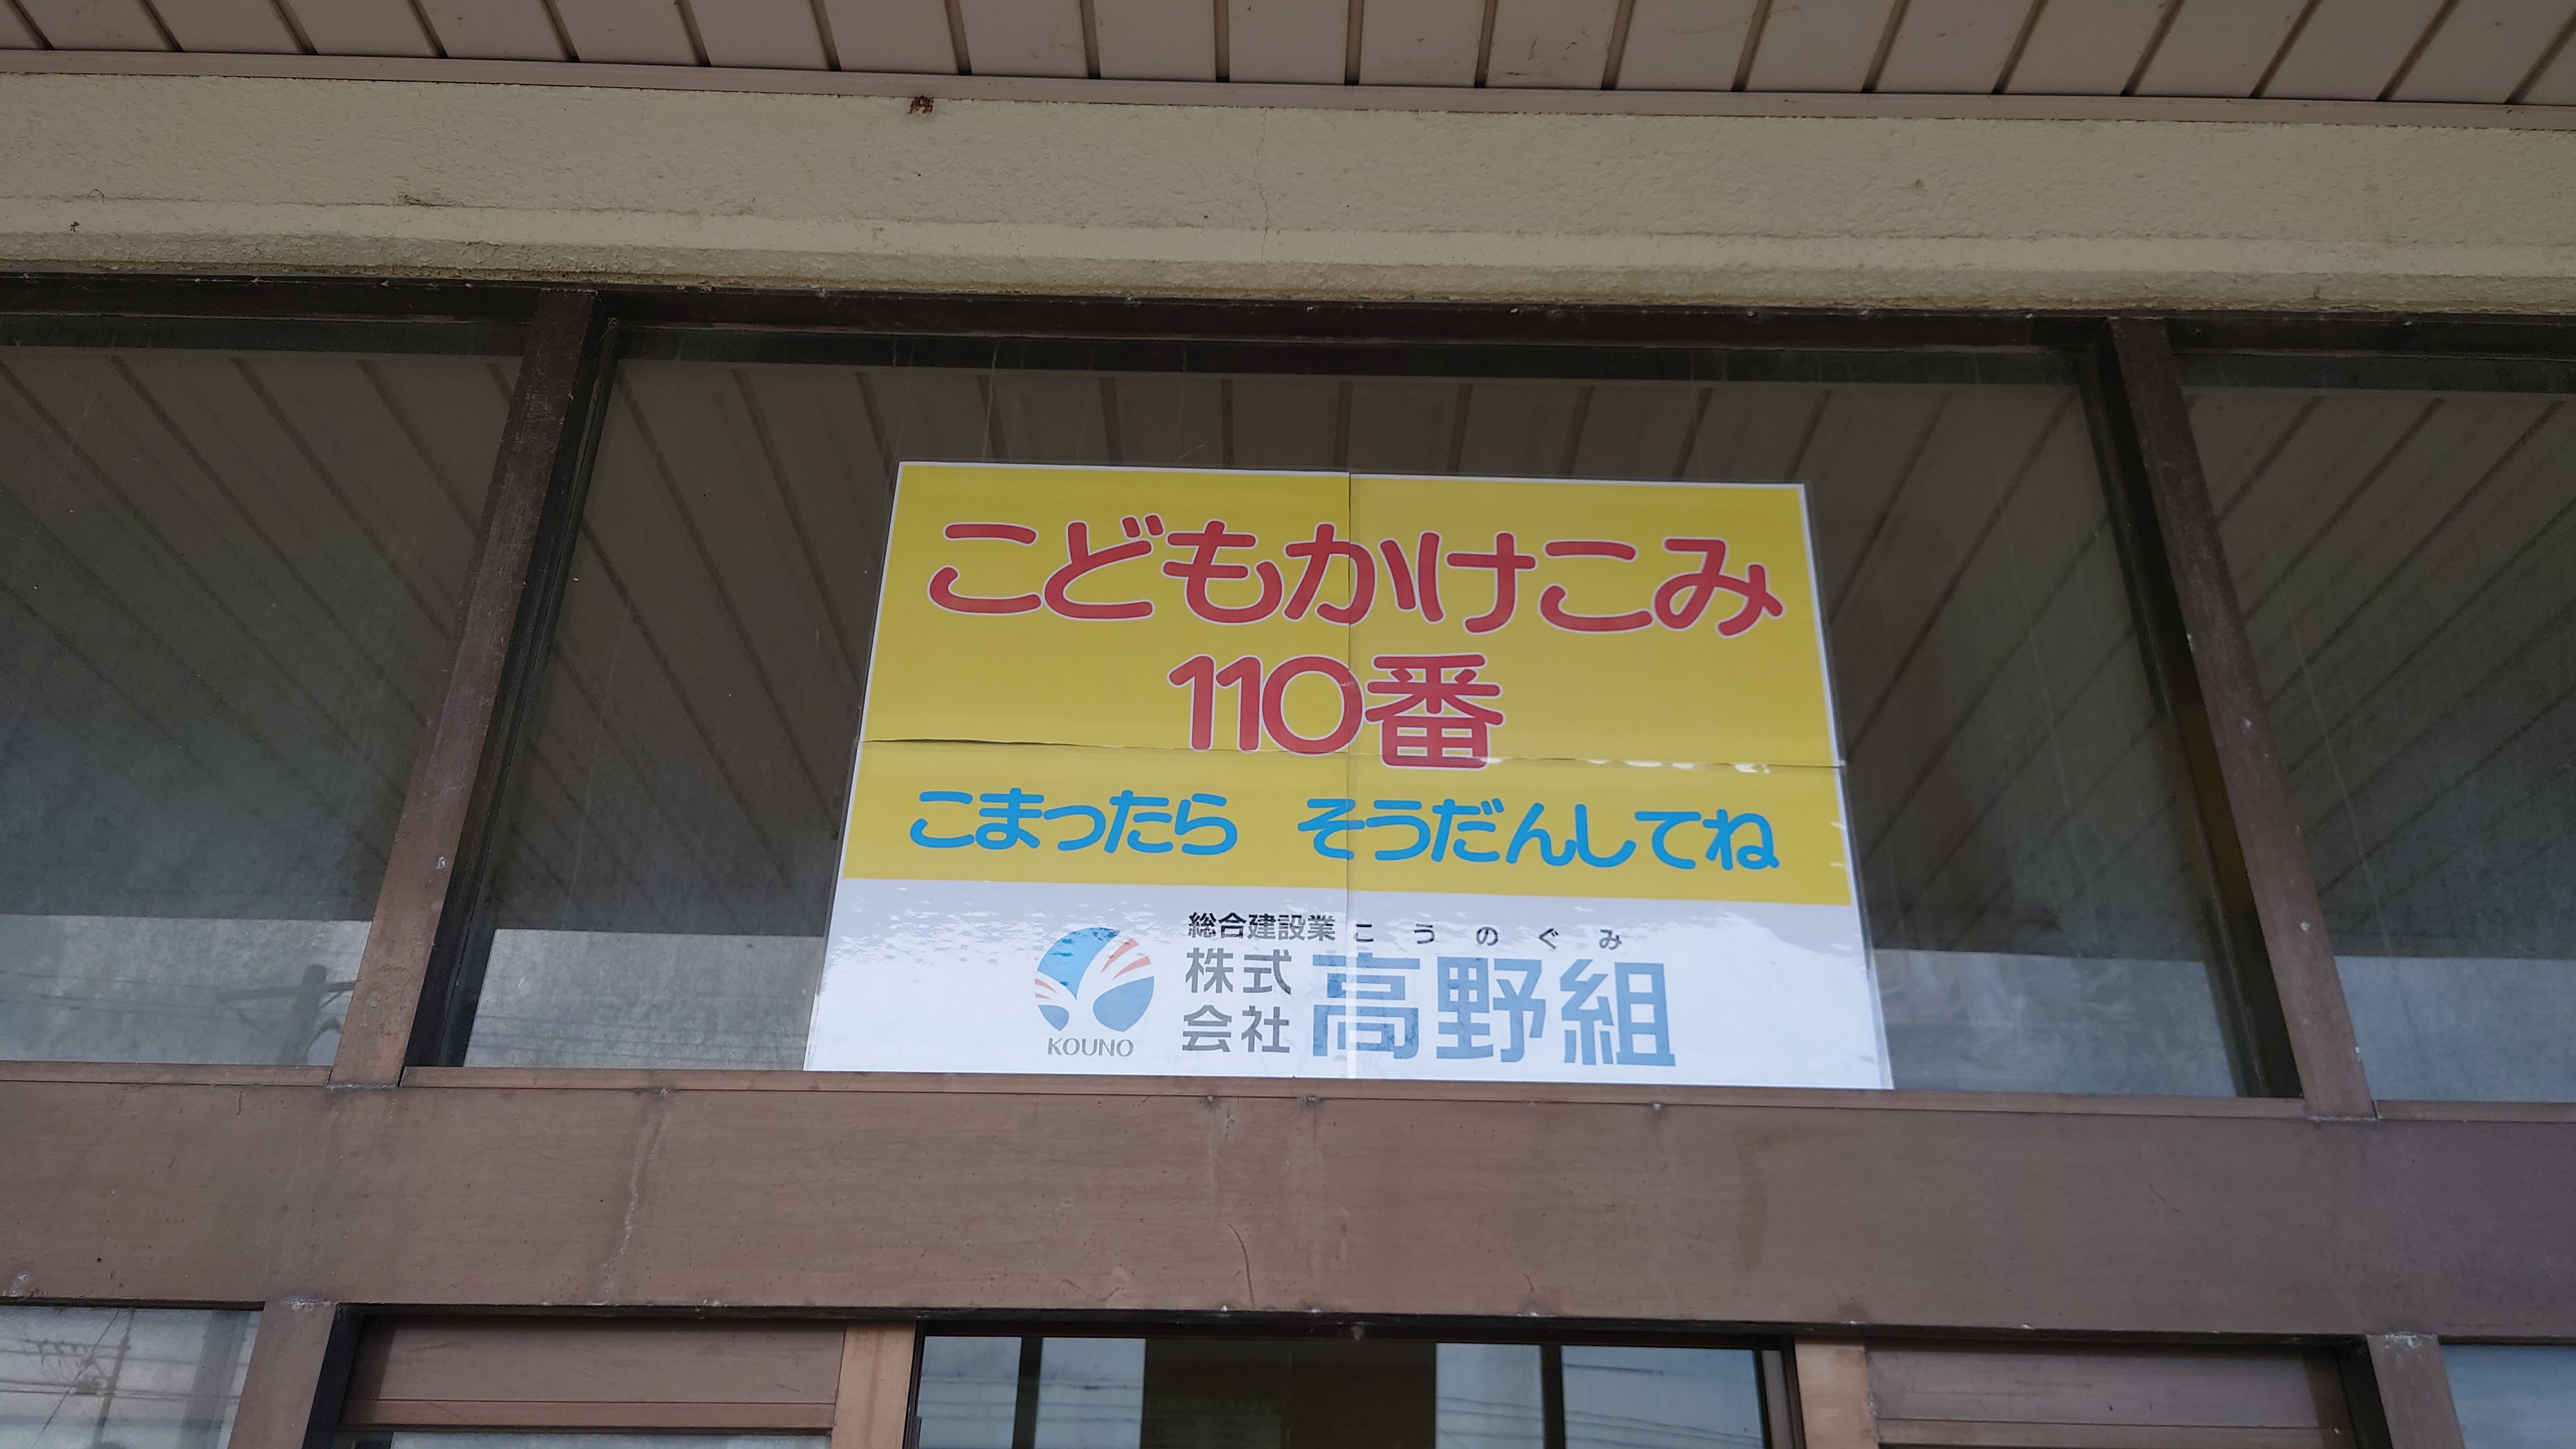 こどもかけこみ
110番
こまったら そうだんしてね
総合建設業 こうのぐみ
株式会社 高野組
KOUNO